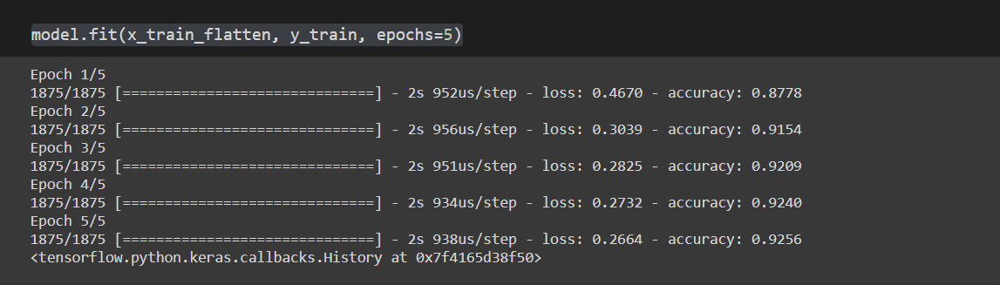 model.fit(x_train_flatten, y_train, epochs=5)
Epoch 1/5
1875/1875 [==============================] - 2s 952us/step - loss: 0.4670 - accuracy: 0.8778
Epoch 2/5
1875/1875 [==============================] - 2s 956us/step - loss: 0.3039 - accuracy: 0.9154
Epoch 3/5
1875/1875 [==============================] - 2s 951us/step - loss: 0.2825 - accuracy: 0.9209
Epoch 4/5
1875/1875 [==============================] - 2s 934us/step - loss: 0.2732 - accuracy: 0.9240
Epoch 5/5
1875/1875 [==============================] - 2s 938us/step - loss: 0.2664 - accuracy: 0.9256
<tensorflow.python.keras.callbacks.History at 0x7f4165d38f50>